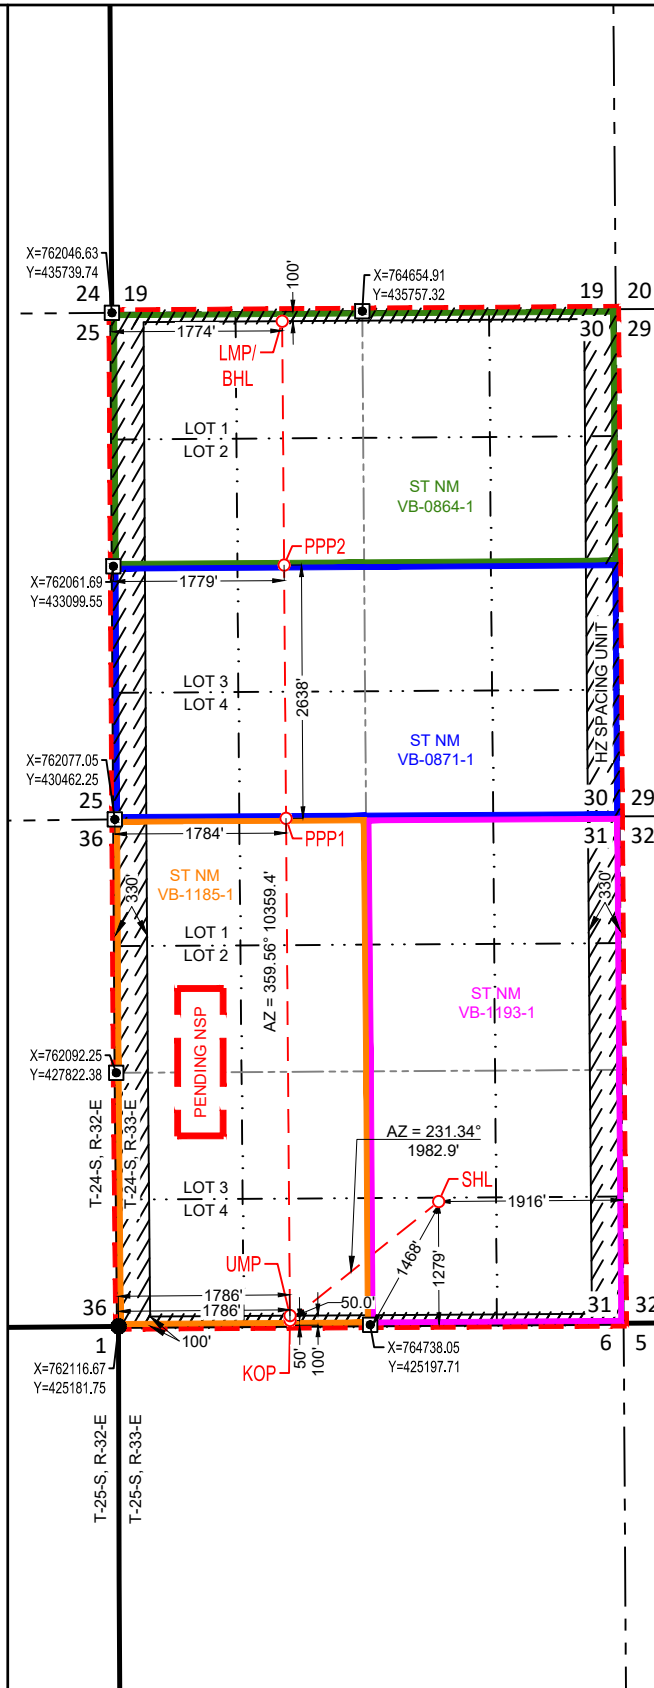 X=762046.63
Y=435739.74
100'
X=764654.91
Y=435757.32
24 19
19 20
25
30 29
1774'
LMP/
BHL
LOT 1
LOT 2
ST NM
VB-0864-1
PPP2
X=762061.69
Y=433099.55
1779'
HZ SPACING UNIT
LOT 3
LOT 4
2638'
ST NM
VB-0871-1
X=762077.05
Y=430462.25
25
30 29
36
31 32
1784'
PPP1
ST NM
VB-1185-1
330'
330'
LOT 1
LOT 2
AZ = 359.56° 10359.4'
ST NM
VB-1193-1
PENDING NSP
X=762092.25
Y=427822.38
T-24-S, R-32-E
T-24-S, R-33-E
AZ = 231.34°
1982.9'
LOT 3
LOT 4
SHL
1916'
1468'
1279'
UMP
1786'
1786'
50.0'
36
31 32
1
6 5
100'
50'
100'
KOP
X=762116.67
Y=425181.75
X=764738.05
Y=425197.71
T-25-S, R-32-E
T-25-S, R-33-E